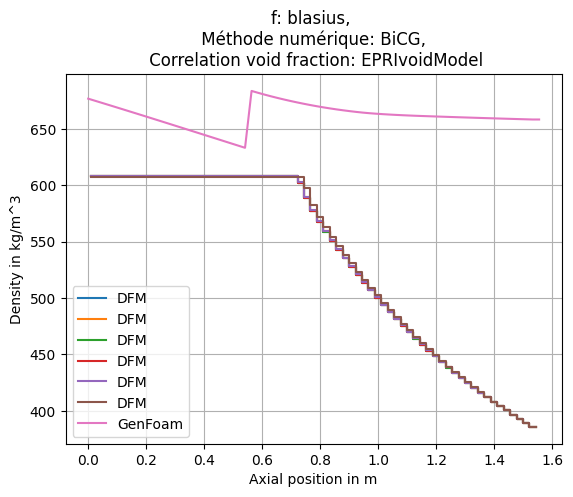 f: blasius,
Méthode numérique: BiCG,
Correlation void fraction: EPRIvoidModel
Density in kg/m^3
650
600
550
500
450
400
DFM
DFM
DFM
DFM
DFM
DFM
GenFoam
0.0 0.2 0.4 0.6 0.8 1.0 1.2 1.4 1.6
Axial position in m